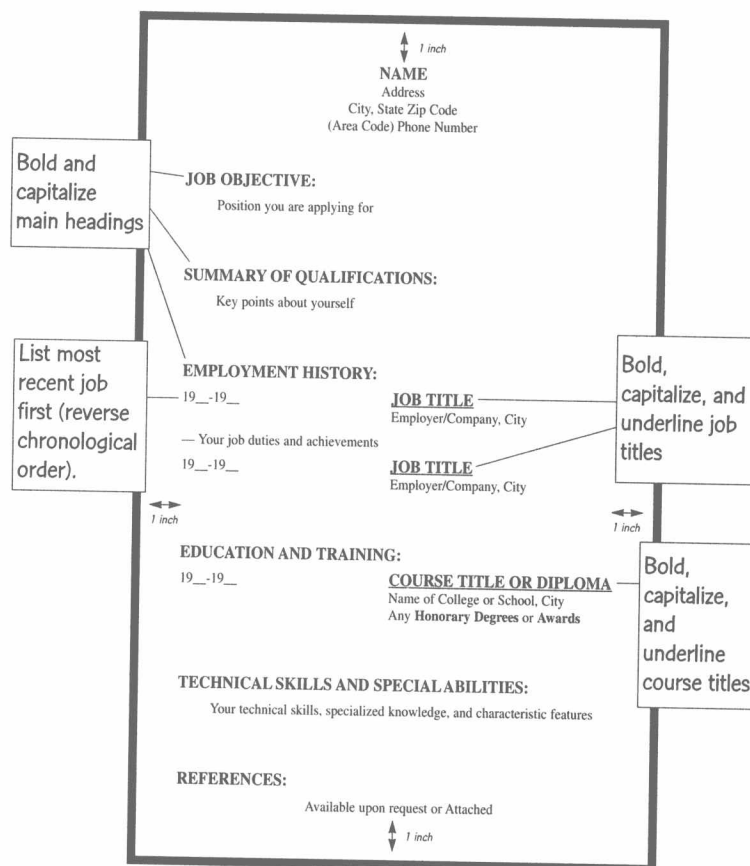 1 inch
NAME
Address
City, State Zip Code
(Area Code) Phone Number
Bold and
capitalize
main headings
JOB OBJECTIVE:
Position you are applying for
SUMMARY OF QUALIFICATIONS:
Key points about yourself
List most
recent job
first (reverse
chronological
order).
EMPLOYMENT HISTORY:
19__-19__ JOB TITLE
Employer/Company, City
— Your job duties and achievements
19__-19__ JOB TITLE
Employer/Company, City
Bold,
capitalize, and
underline job
titles
1 inch
1 inch
EDUCATION AND TRAINING:
19__-19__ COURSE TITLE OR DIPLOMA
Name of College or School, City
Any Honorary Degrees or Awards
Bold,
capitalize,
and
underline
course titles
TECHNICAL SKILLS AND SPECIAL ABILITIES:
Your technical skills, specialized knowledge, and characteristic features
REFERENCES:
Available upon request or Attached
1 inch